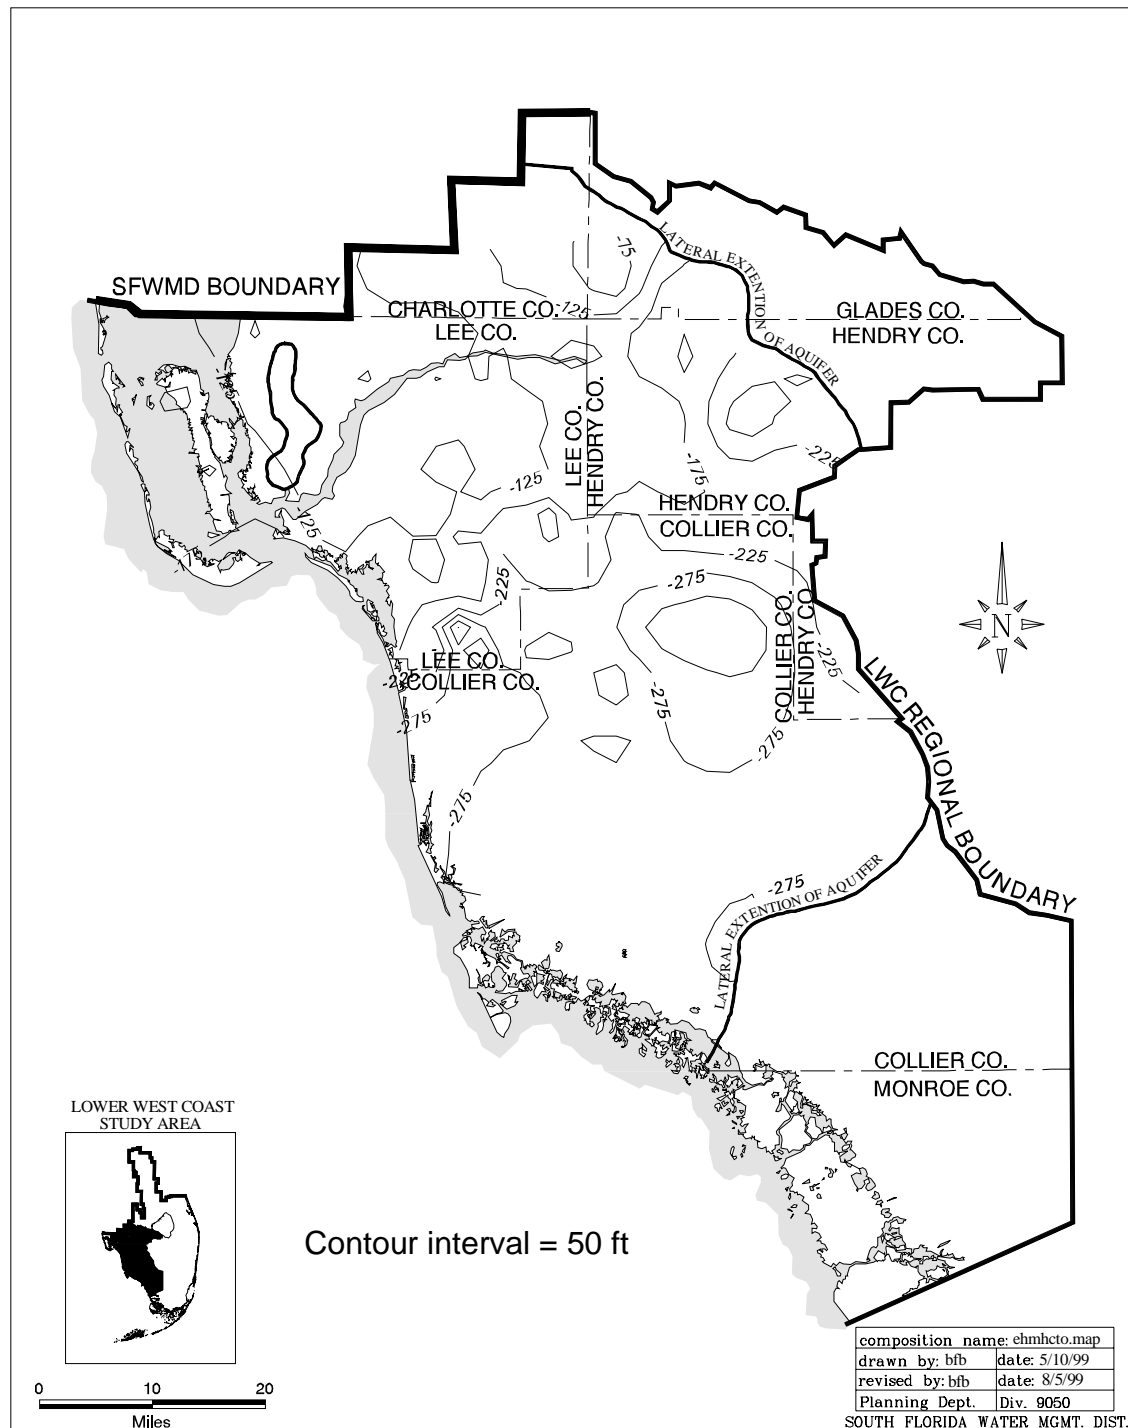 -75
LATERAL EXTENTION OF AQUIFER
SFWMD BOUNDARY
CHARLOTTE CO.
-125
LEE CO.
GLADES CO.
HENDRY CO.
LEE CO.
HENDRY CO.
-225
-175
-125
HENDRY CO.
COLLIER CO.
-125
-225
-225
-275
COLLIER CO.
HENDRY CO.
N
LEE CO.
COLLIER CO.
-225
-225
-275
-275
-275
LWC REGIONAL BOUNDARY
-275
-275
LATERAL EXTENTION OF AQUIFER
COLLIER CO.
MONROE CO.
LOWER WEST COAST
STUDY AREA
Contour interval = 50 ft
0 10 20
Miles
composition name: ehmhcto.map
drawn by: bfb date: 5/10/99
revised by: bfb date: 8/5/99
Planning Dept. Div. 9050
SOUTH FLORIDA WATER MGMT. DIST.